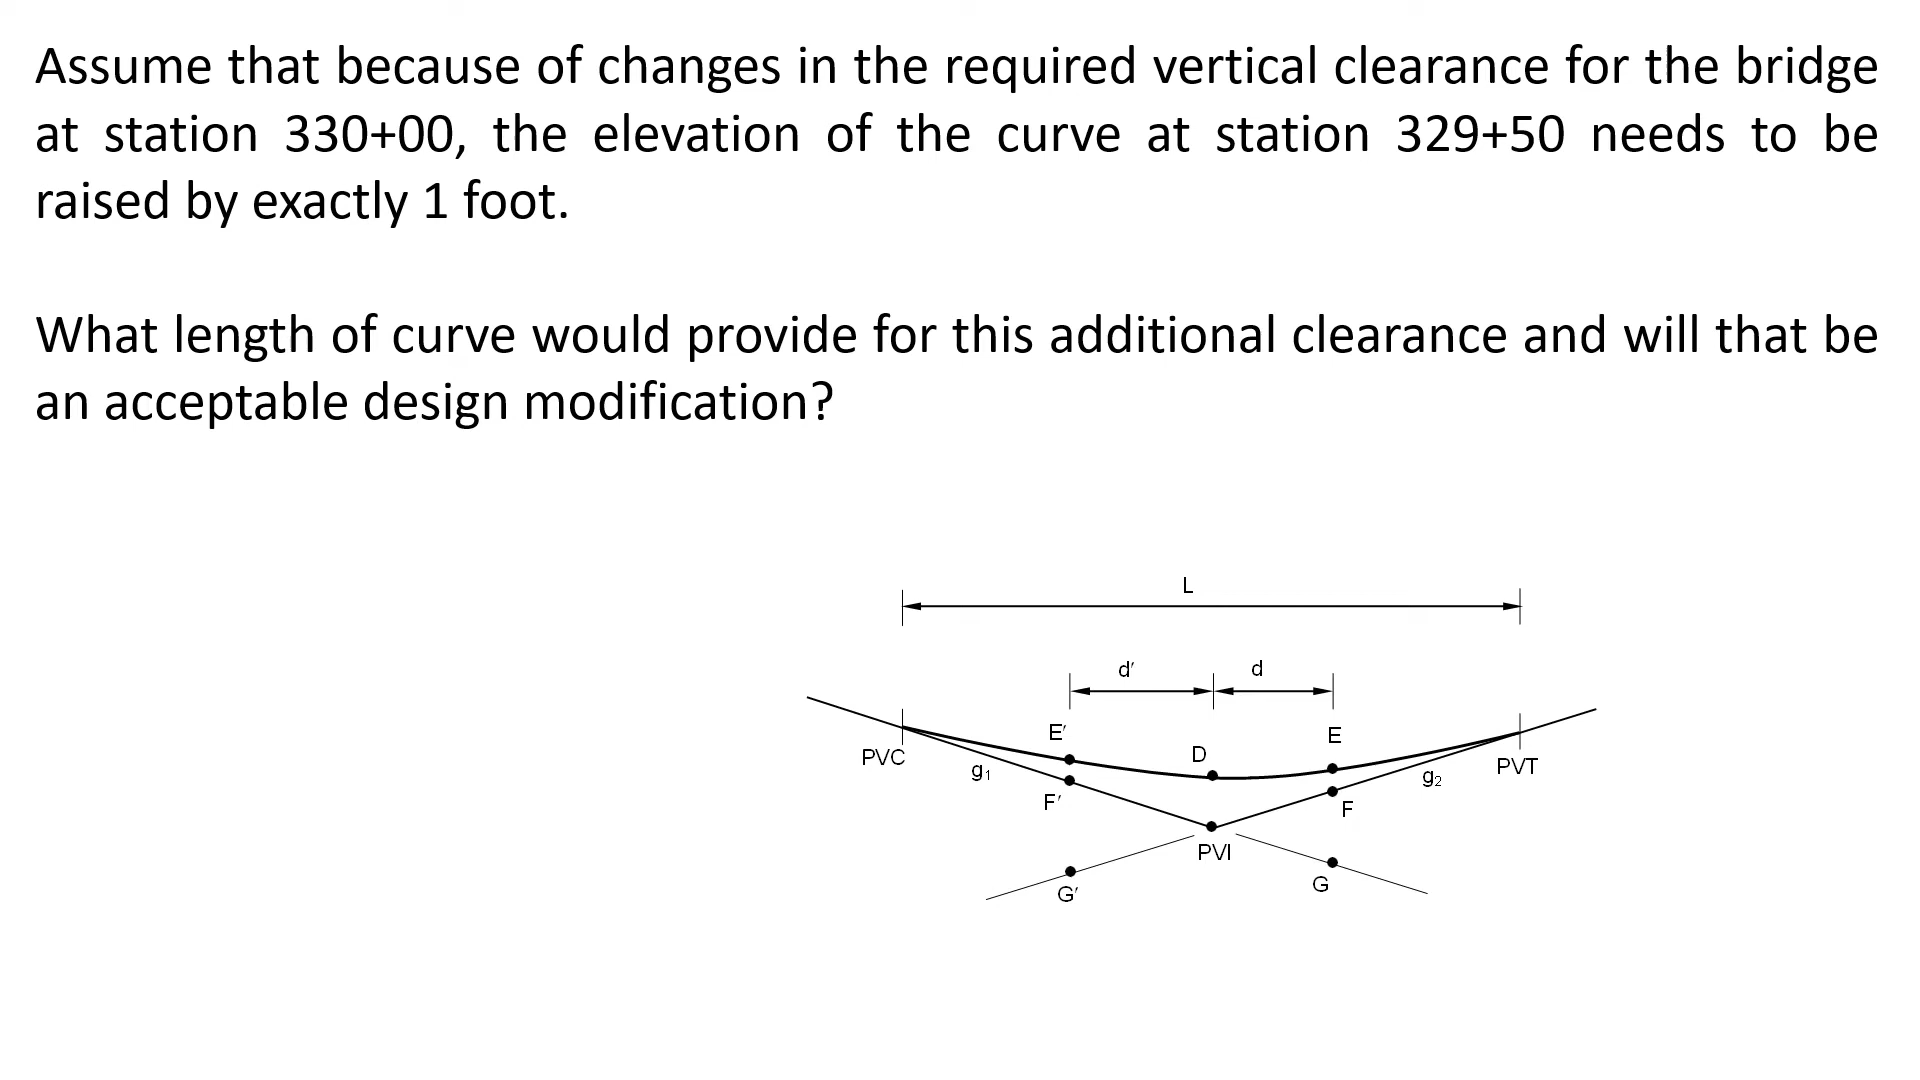 Assume that because of changes in the required vertical clearance for the bridge
at station 330+00, the elevation of the curve at station 329+50 needs to be
raised by exactly 1 foot.
What length of curve would provide for this additional clearance and will that be
an acceptable design modification?
L
d′ d
E′ D E
PVC g₁ g₂ PVT
F′ F
PVI
G′ G